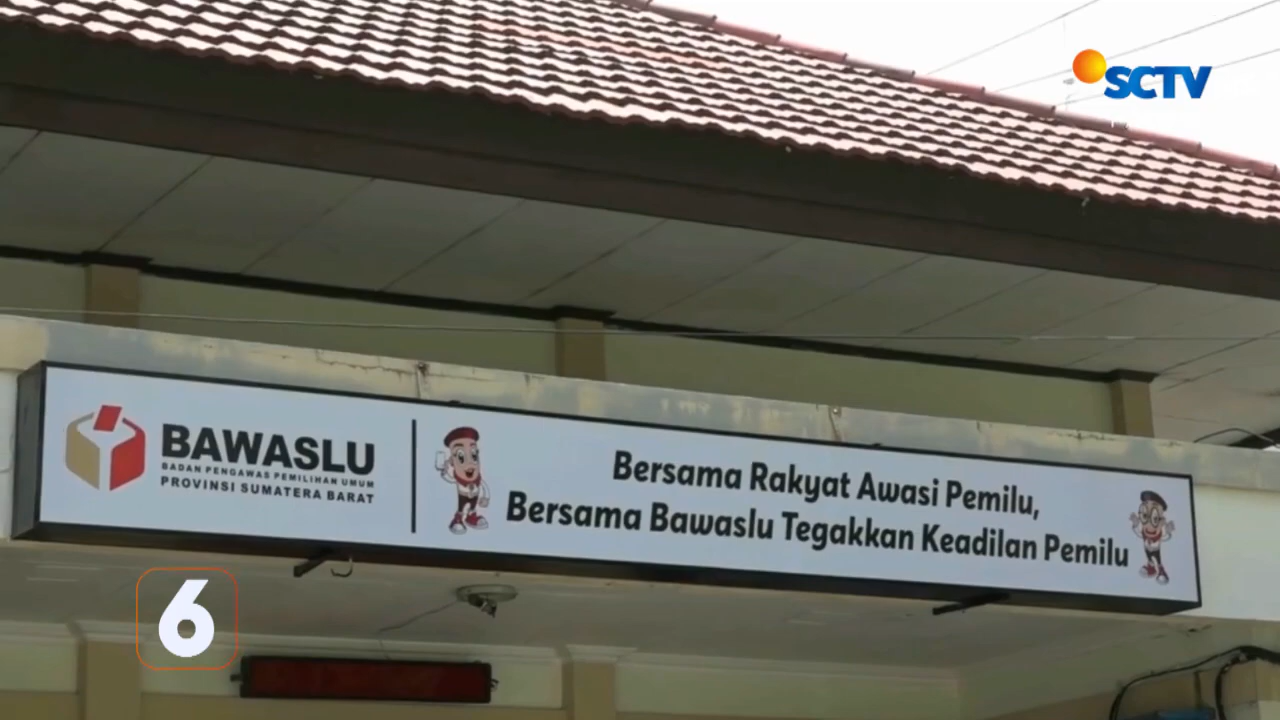 SCTV
BAWASLU
BADAN PENGAWAS PEMILIHAN UMUM
PROVINSI SUMATERA BARAT
Bersama Rakyat Awasi Pemilu,
Bersama Bawaslu Tegakkan Keadilan Pemilu
6